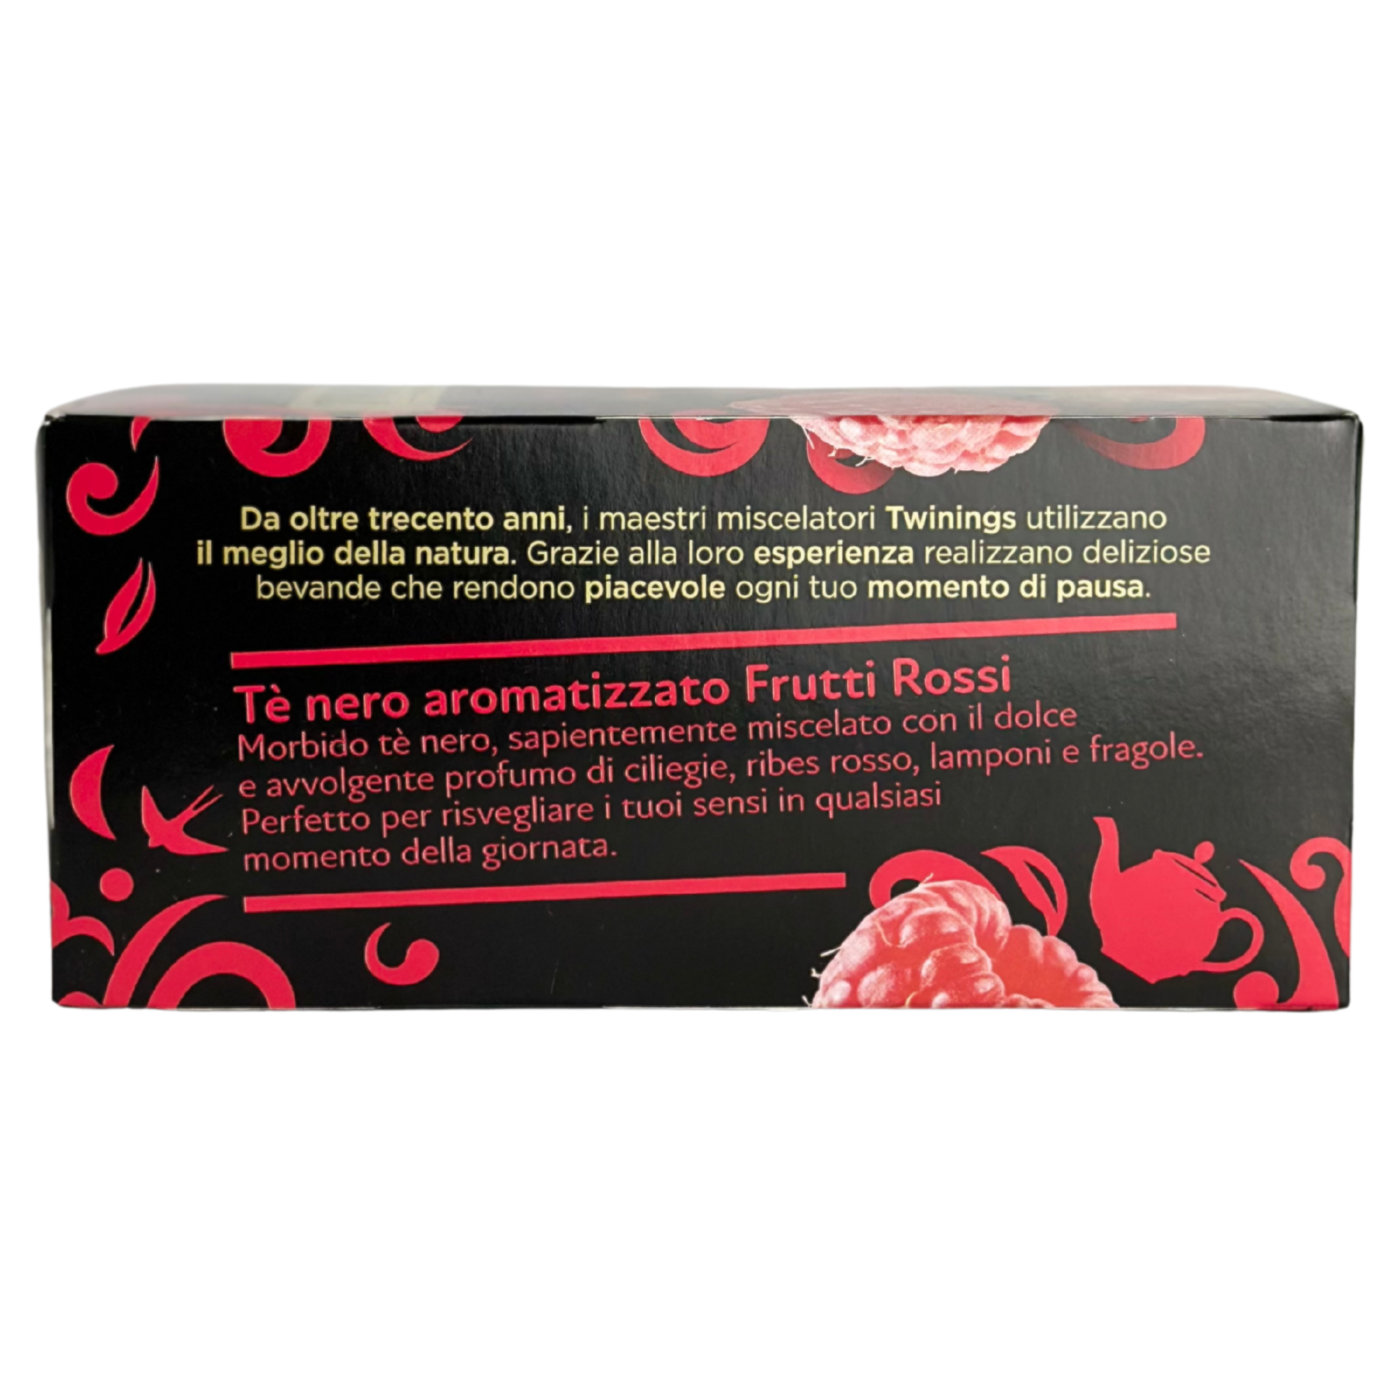 Da oltre trecento anni, i maestri miscelatori Twinings utilizzano
il meglio della natura. Grazie alla loro esperienza realizzano deliziose
bevande che rendono piacevole ogni tuo momento di pausa.
Tè nero aromatizzato Frutti Rossi
Morbido tè nero, sapientemente miscelato con il dolce
e avvolgente profumo di ciliegie, ribes rosso, lamponi e fragole.
Perfetto per risvegliare i tuoi sensi in qualsiasi
momento della giornata.